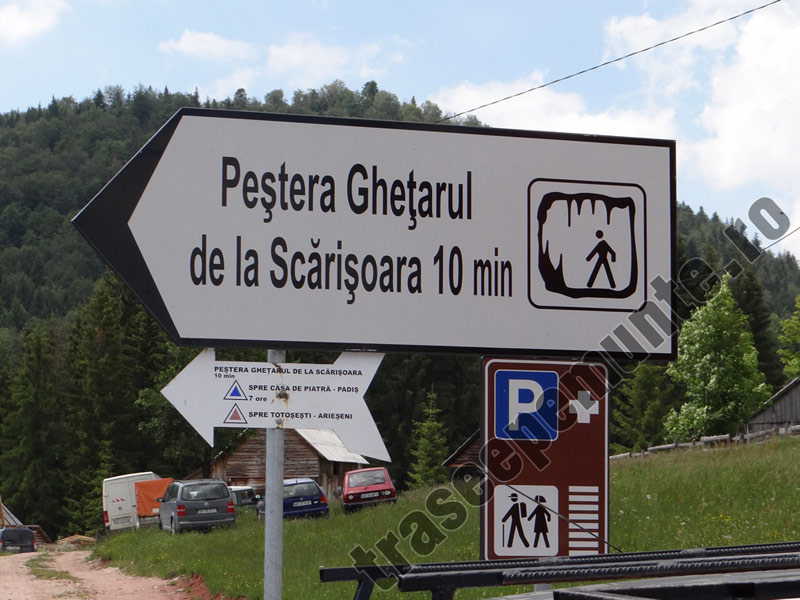 Peştera Gheţarul
de la Scărişoara 10 min
PEŞTERA GHEŢARUL DE LA SCĂRIŞOARA
10 min
SPRE CASA DE PIATRĂ - PADIŞ
7 ore
SPRE TOTOŞEŞTI - ARIEŞENI
P
traseepemunte.ro